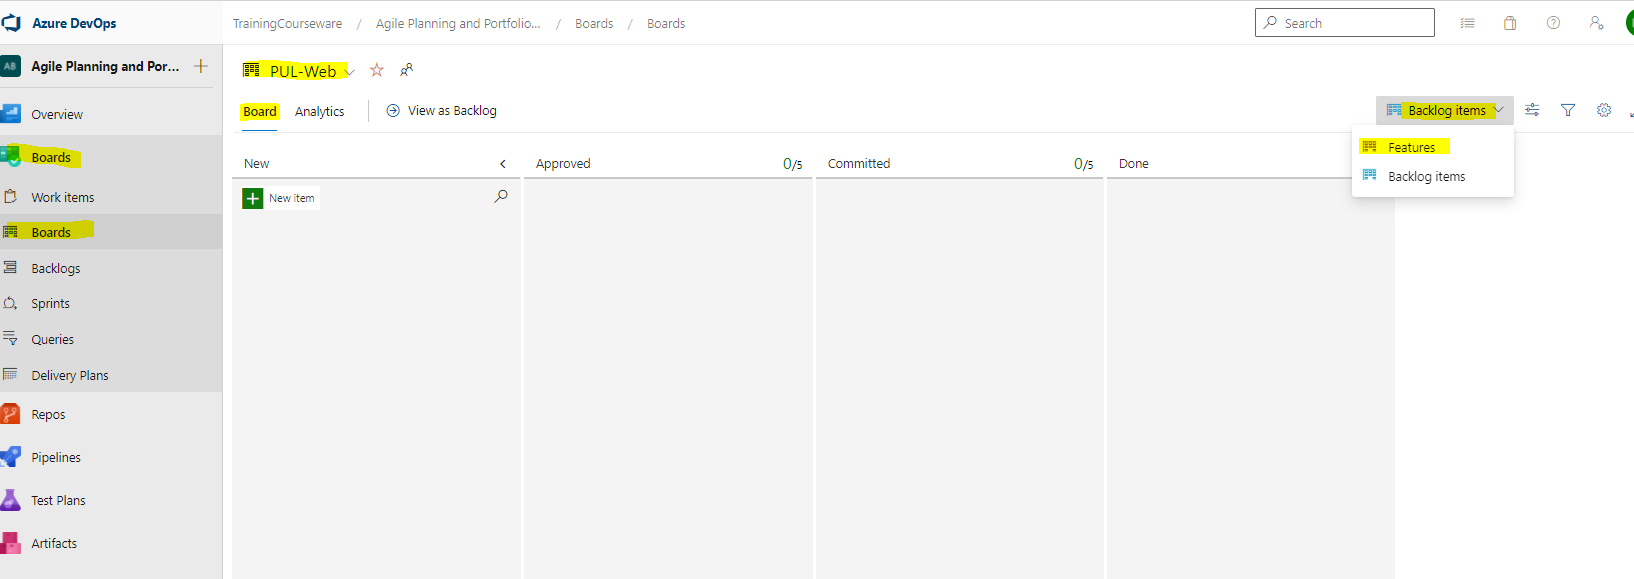 Azure DevOps
TrainingCourseware / Agile Planning and Portfolio... / Boards / Boards
Search
AB Agile Planning and Por... +
PUL-Web
Overview
Board Analytics View as Backlog
Backlog items
Boards
Features
Backlog items
New
Approved 0/5
Committed 0/5
Done
Work items
New item
Boards
Backlogs
Sprints
Queries
Delivery Plans
Repos
Pipelines
Test Plans
Artifacts